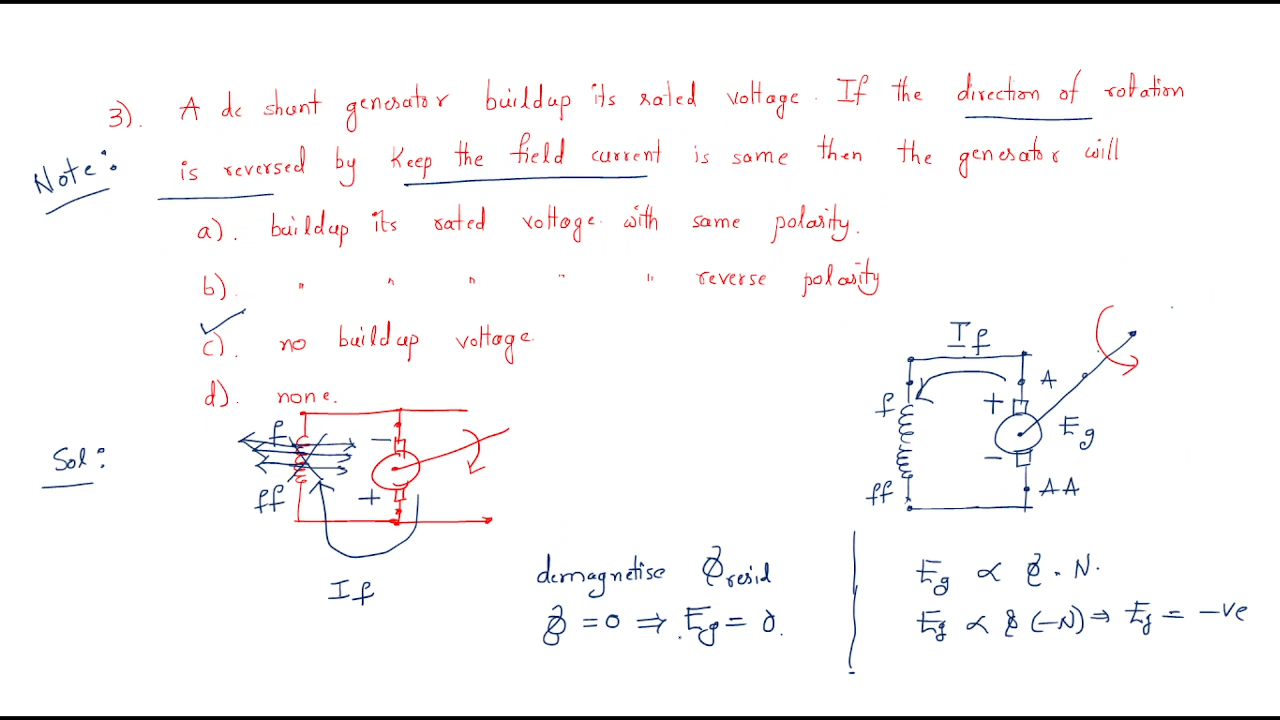 3). A dc shunt generator buildup its rated voltage. If the direction of rotation
Note:
is reversed by keep the field current is same then the generator will
a). buildup its rated voltage with same polarity.
b). " " " " " reverse polarity
c). no buildup voltage.
d). none.
Sol:
f
ff
−
+
If
If
f
ff
+
−
A
AA
Eg
demagnetise Φresid
Φ = 0 ⇒ Eg = 0.
Eg ∝ Φ . N.
Eg ∝ Φ (−N) ⇒ Eg = −ve